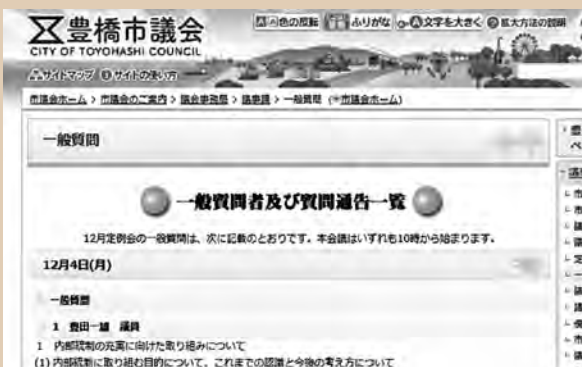 豊橋市議会
CITY OF TOYOHASHI COUNCIL
色の反転 ふりがな 文字を大きく 拡大方法の説明
サイトマップ サイトの使い方
市議会ホーム > 市議会のご案内 > 議会事務局 > 議事課 > 一般質問 (市議会ホーム)
一般質問
一般質問者及び質問通告一覧
12月定例会の一般質問は、次に記載のとおりです。本会議はいずれも10時から始まります。
12月4日(月)
一般質問
1 豊田一雄 議員
1 内部統制の充実に向けた取り組みについて
(1) 内部統制に取り組む目的について、これまでの認識と今後の考え方について